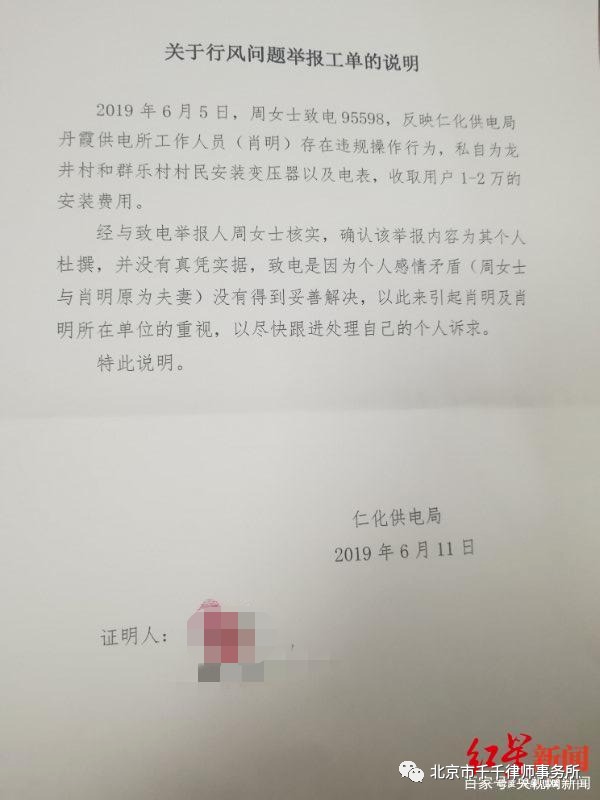 关于行风问题举报工单的说明
2019 年 6 月 5 日，周女士致电 95598，反映仁化供电局
丹霞供电所工作人员（肖明）存在违规操作行为，私自为龙
井村和群乐村村民安装变压器以及电表，收取用户 1-2 万的
安装费用。
经与致电举报人周女士核实，确认该举报内容为其个人
杜撰，并没有真凭实据，致电是因为个人感情矛盾（周女士
与肖明原为夫妻）没有得到妥善解决，以此来引起肖明及肖
明所在单位的重视，以尽快跟进处理自己的个人诉求。
特此说明。
仁化供电局
2019 年 6 月 11 日
证明人：
红星新闻
北京市千千律师事务所
百家号/央视网新闻